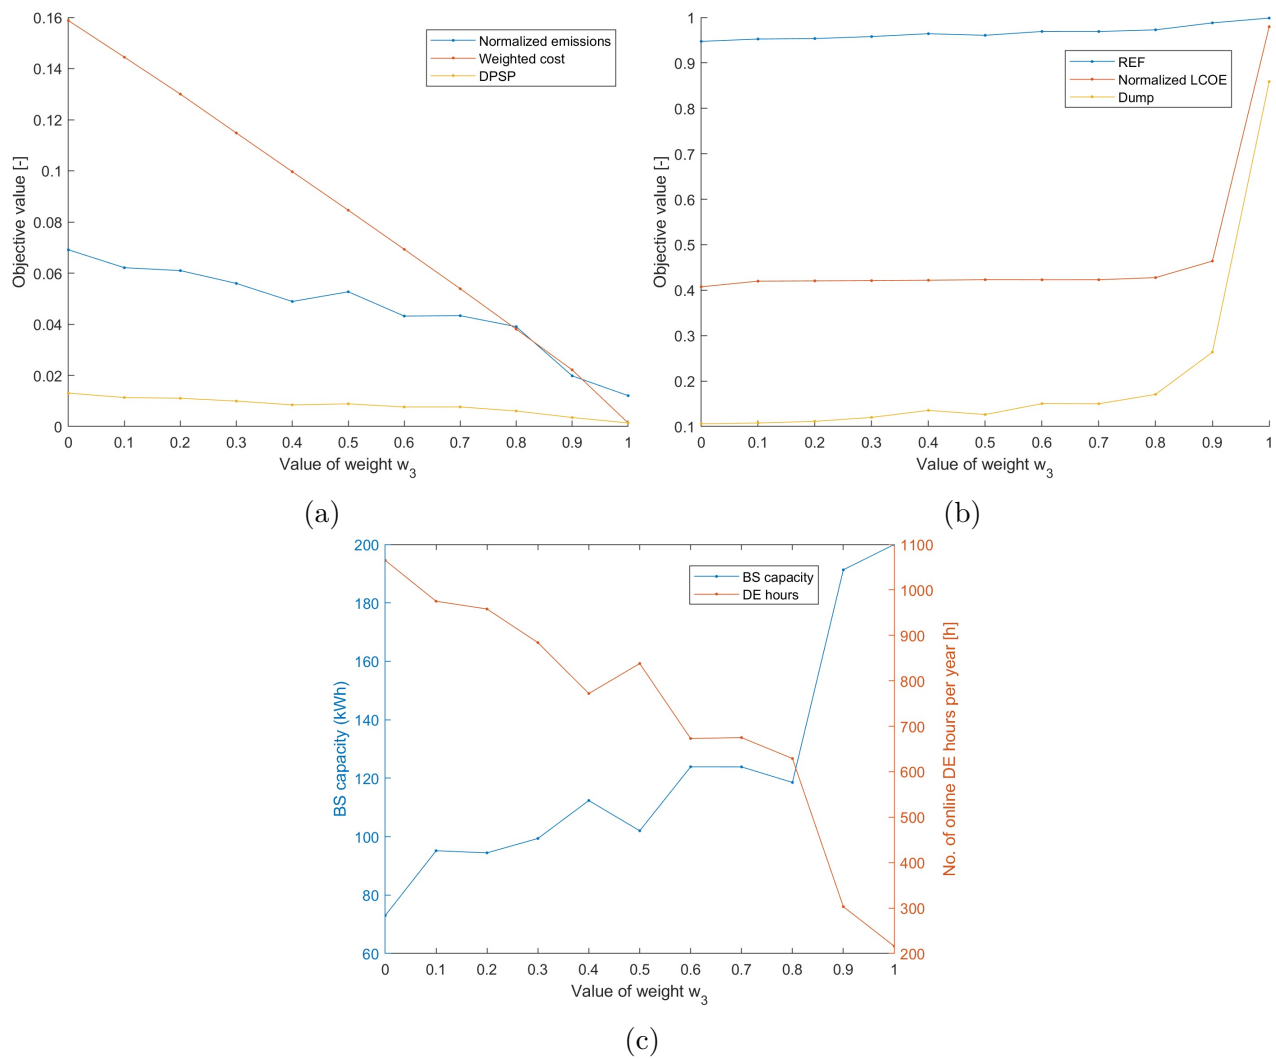 0.16
0.14
0.12
0.1
0.08
0.06
0.04
0.02
0
Objective value [-]
Normalized emissions
Weighted cost
DPSP
0 0.1 0.2 0.3 0.4 0.5 0.6 0.7 0.8 0.9 1
Value of weight w3
(a)
1
0.9
0.8
0.7
0.6
0.5
0.4
0.3
0.2
0.1
Objective value [-]
REF
Normalized LCOE
Dump
0 0.1 0.2 0.3 0.4 0.5 0.6 0.7 0.8 0.9 1
Value of weight w3
(b)
200
180
160
140
120
100
80
60
BS capacity (kWh)
BS capacity
DE hours
1100
1000
900
800
700
600
500
400
300
200
No. of online DE hours per year [h]
0 0.1 0.2 0.3 0.4 0.5 0.6 0.7 0.8 0.9 1
Value of weight w3
(c)